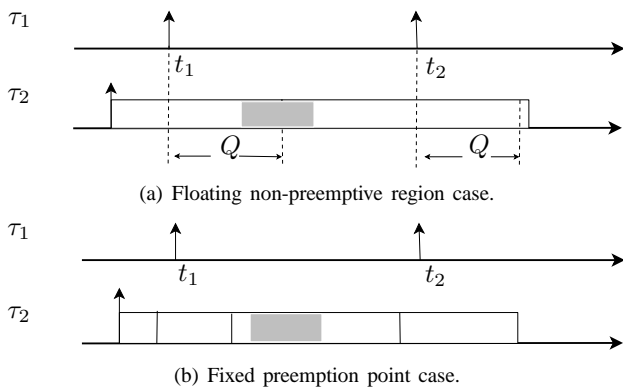 τ₁
t₁ t₂
τ₂
Q Q
(a) Floating non-preemptive region case.
τ₁
t₁ t₂
τ₂
(b) Fixed preemption point case.